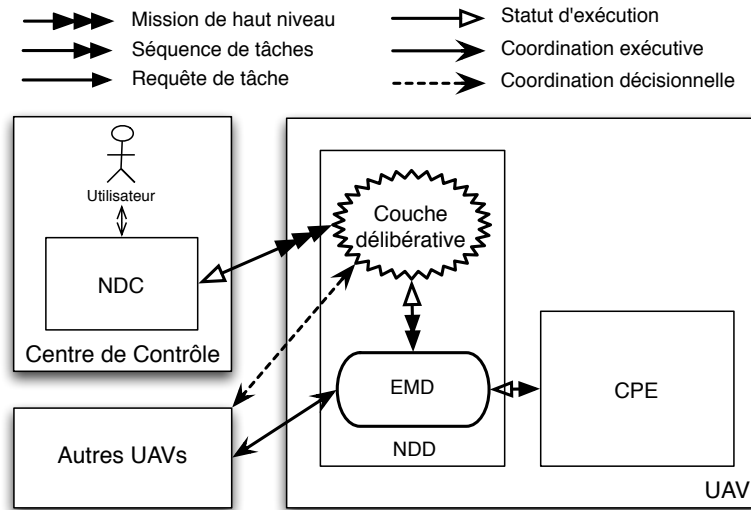 Mission de haut niveau
Séquence de tâches
Requête de tâche
Statut d'exécution
Coordination exécutive
Coordination décisionnelle
Utilisateur
NDC
Centre de Contrôle
Autres UAVs
Couche
délibérative
EMD
NDD
CPE
UAV